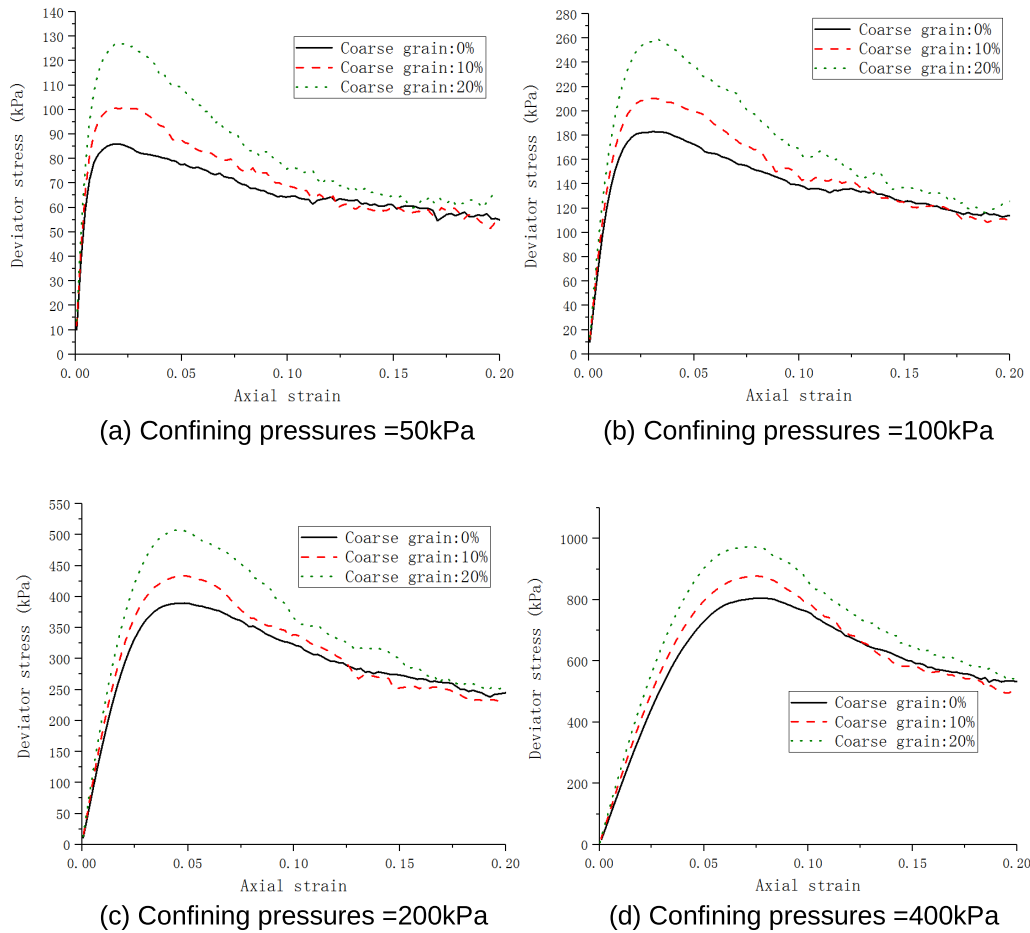 140
130
120
110
100
90
80
70
60
50
40
30
20
10
0
Deviator stress (kPa)
Coarse grain:0%
Coarse grain:10%
Coarse grain:20%
0.00 0.05 0.10 0.15 0.20
Axial strain
(a) Confining pressures =50kPa
280
260
240
220
200
180
160
140
120
100
80
60
40
20
0
Deviator stress (kPa)
Coarse grain:0%
Coarse grain:10%
Coarse grain:20%
0.00 0.05 0.10 0.15 0.20
Axial strain
(b) Confining pressures =100kPa
550
500
450
400
350
300
250
200
150
100
50
0
Deviator stress (kPa)
Coarse grain:0%
Coarse grain:10%
Coarse grain:20%
0.00 0.05 0.10 0.15 0.20
Axial strain
(c) Confining pressures =200kPa
1000
800
600
400
200
0
Deviator stress (kPa)
Coarse grain:0%
Coarse grain:10%
Coarse grain:20%
0.00 0.05 0.10 0.15 0.20
Axial strain
(d) Confining pressures =400kPa